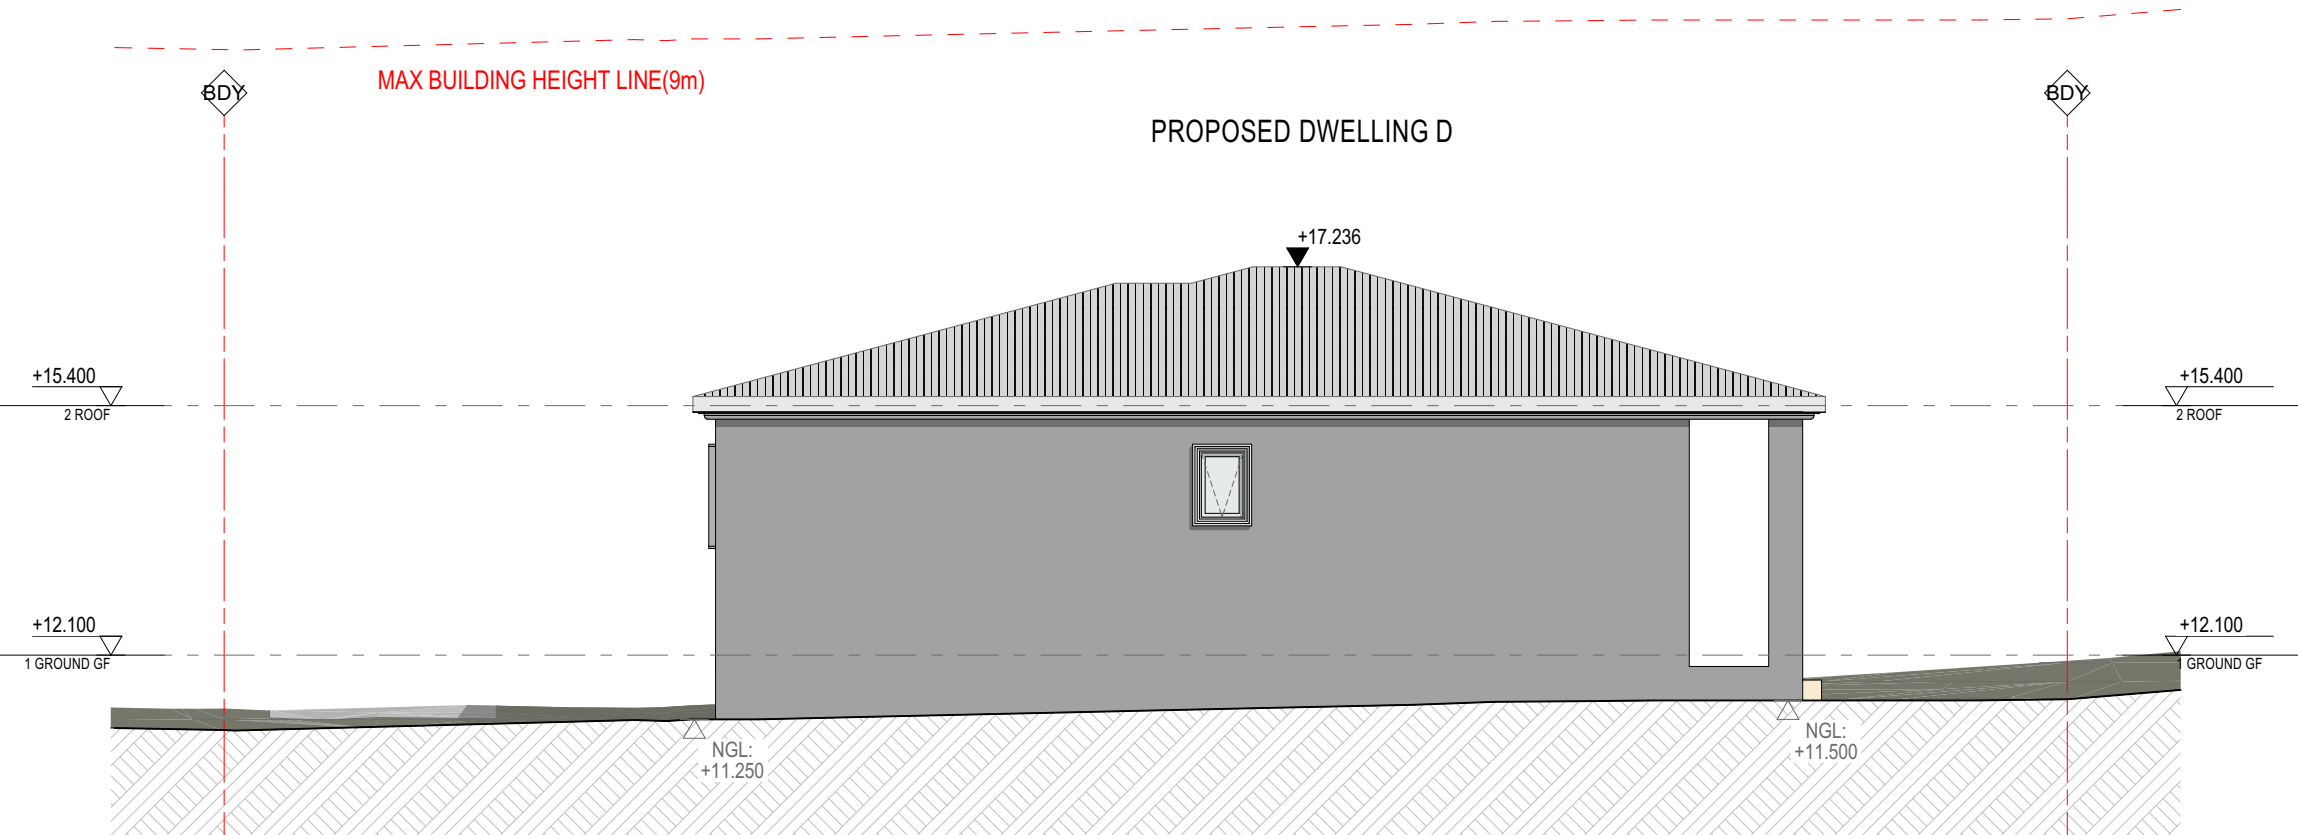 MAX BUILDING HEIGHT LINE(9m)
BDY
BDY
PROPOSED DWELLING D
+17.236
+15.400
2 ROOF
+15.400
2 ROOF
+12.100
1 GROUND GF
+12.100
1 GROUND GF
NGL:
+11.250
NGL:
+11.500